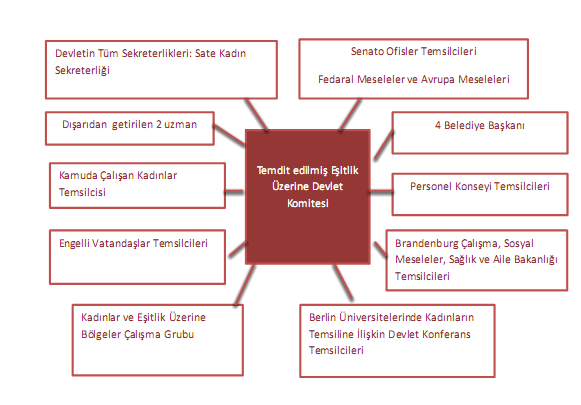 Devletin Tüm Sekreterlikleri: Sate Kadın
Sekreterliği
Senato Ofisler Temsilcileri
Fedaral Meseleler ve Avrupa Meseleleri
Dışarıdan getirilen 2 uzman
4 Belediye Başkanı
Temdit edilmiş Eşitlik
Üzerine Devlet
Komitesi
Kamuda Çalışan Kadınlar
Temsilcisi
Personel Konseyi Temsilcileri
Engelli Vatandaşlar Temsilcileri
Brandenburg Çalışma, Sosyal
Meseleler, Sağlık ve Aile Bakanlığı
Temsilcileri
Kadınlar ve Eşitlik Üzerine
Bölgeler Çalışma Grubu
Berlin Üniversitelerinde Kadınların
Temsiline İlişkin Devlet Konferans
Temsilcileri